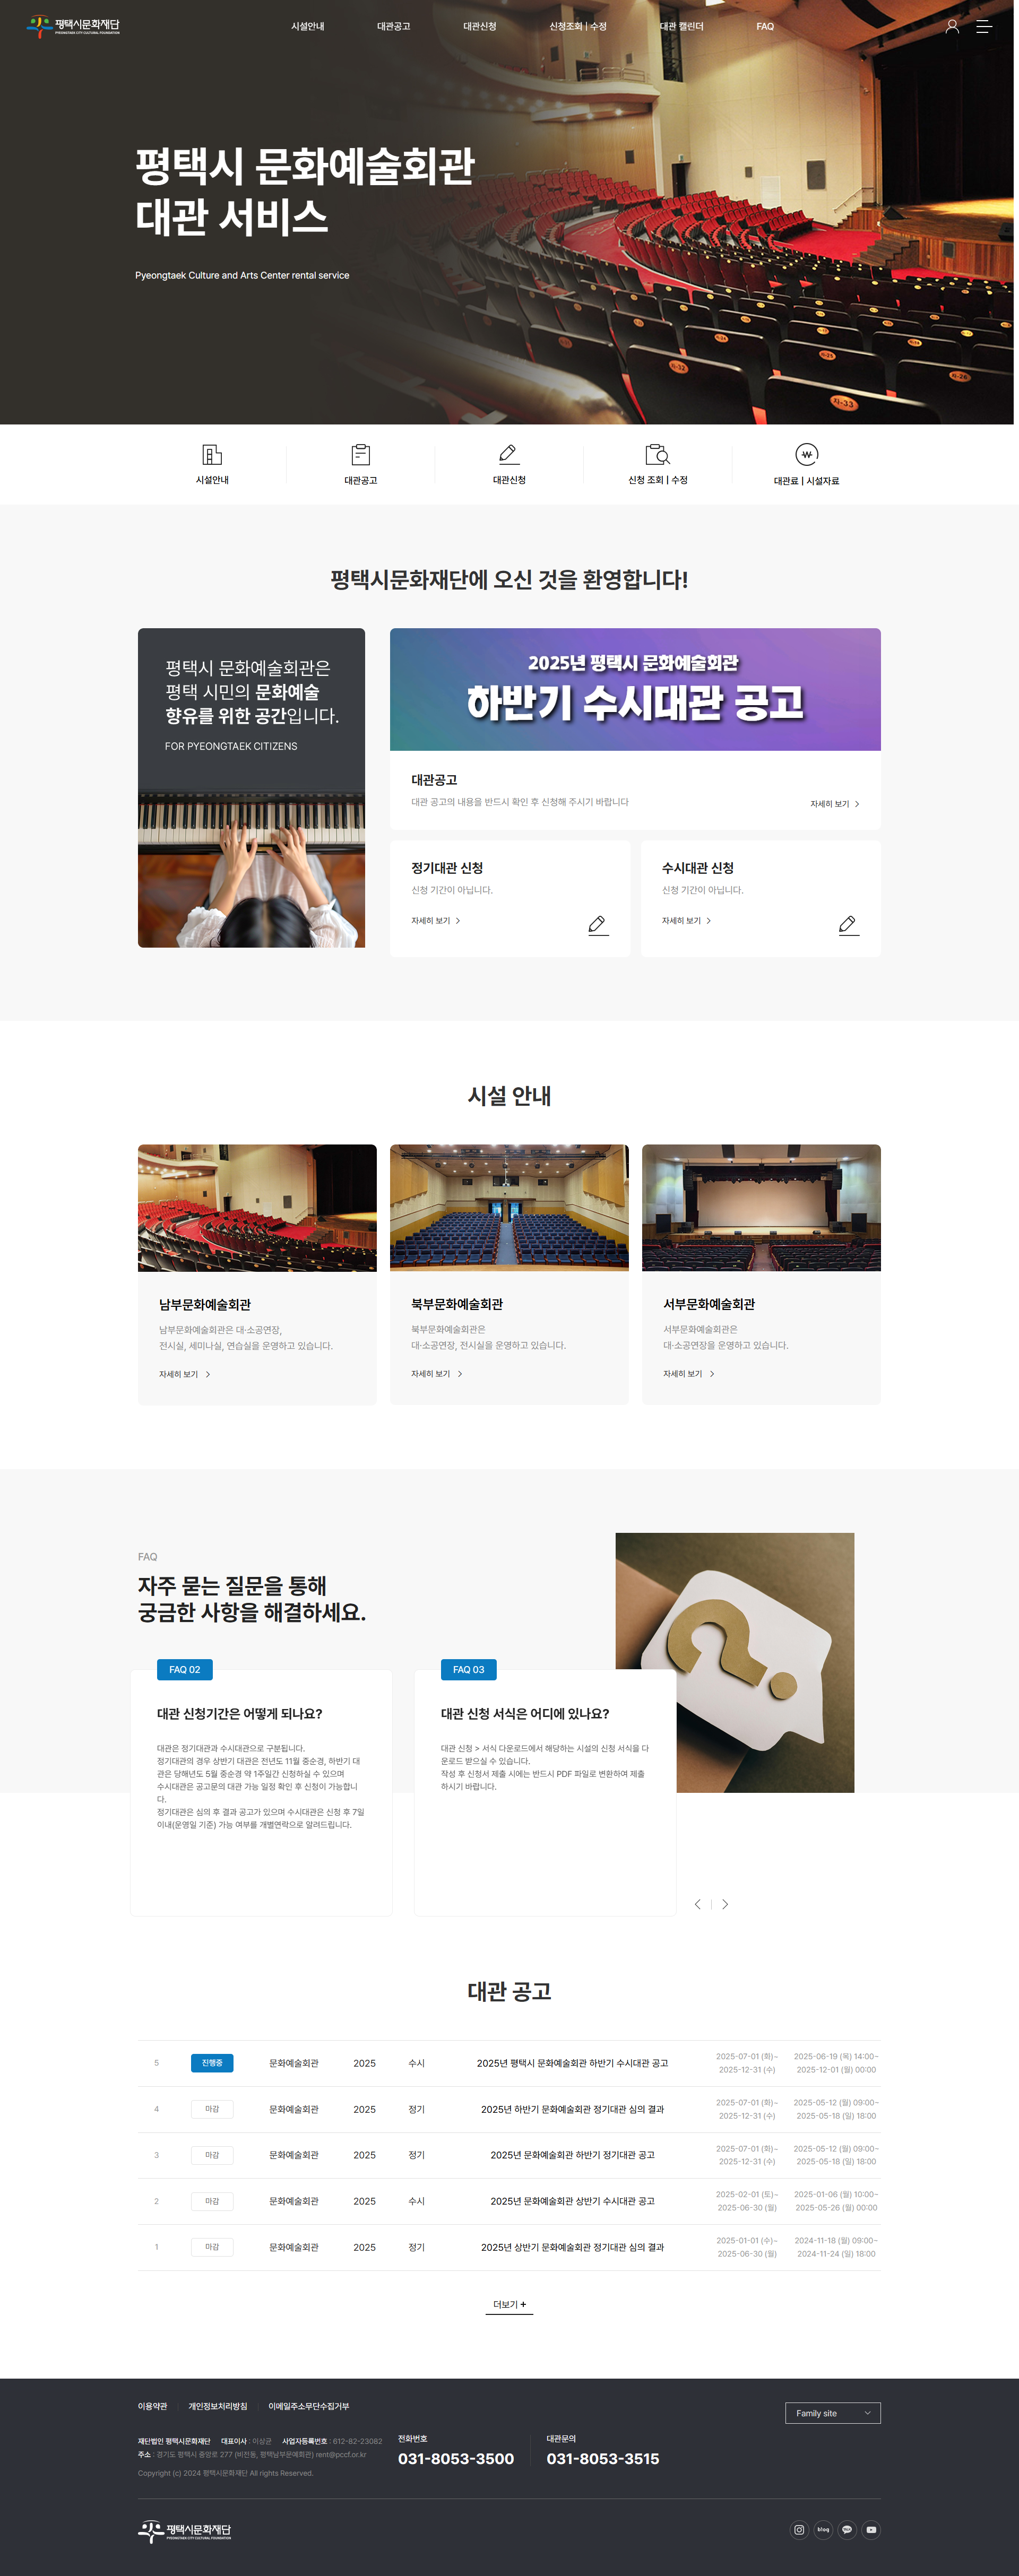 평택시문화재단
PYEONGTAEK CITY CULTURAL FOUNDATION
시설안내 대관공고 대관신청 신청조회 | 수정 대관 캘린더 FAQ
평택시 문화예술회관
대관 서비스
Pyeongtaek Culture and Arts Center rental service
차-32
차-33
시설안내 대관공고 대관신청 신청 조회 | 수정 대관료 | 시설자료
평택시문화재단에 오신 것을 환영합니다!
평택시 문화예술회관은
평택 시민의 문화예술
향유를 위한 공간입니다.
FOR PYEONGTAEK CITIZENS
2025년 평택시 문화예술회관
하반기 수시대관 공고
대관공고
대관 공고의 내용을 반드시 확인 후 신청해 주시기 바랍니다
자세히 보기
정기대관 신청
신청 기간이 아닙니다.
자세히 보기
수시대관 신청
신청 기간이 아닙니다.
자세히 보기
시설 안내
남부문화예술회관
남부문화예술회관은 대·소공연장,
전시실, 세미나실, 연습실을 운영하고 있습니다.
자세히 보기
북부문화예술회관
북부문화예술회관은
대·소공연장, 전시실을 운영하고 있습니다.
자세히 보기
서부문화예술회관
서부문화예술회관은
대·소공연장을 운영하고 있습니다.
자세히 보기
FAQ
자주 묻는 질문을 통해
궁금한 사항을 해결하세요.
FAQ 02
대관 신청기간은 어떻게 되나요?
대관은 정기대관과 수시대관으로 구분됩니다.
정기대관의 경우 상반기 대관은 전년도 11월 중순경, 하반기 대
관은 당해년도 5월 중순경 약 1주일간 신청하실 수 있으며
수시대관은 공고문의 대관 가능 일정 확인 후 신청이 가능합니
다.
정기대관은 심의 후 결과 공고가 있으며 수시대관은 신청 후 7일
이내(운영일 기준) 가능 여부를 개별연락으로 알려드립니다.
FAQ 03
대관 신청 서식은 어디에 있나요?
대관 신청 > 서식 다운로드에서 해당하는 시설의 신청 서식을 다
운로드 받으실 수 있습니다.
작성 후 신청서 제출 시에는 반드시 PDF 파일로 변환하여 제출
하시기 바랍니다.
대관 공고
5 진행중 문화예술회관 2025 수시 2025년 평택시 문화예술회관 하반기 수시대관 공고 2025-07-01 (화)~ 2025-06-19 (목) 14:00~
2025-12-31 (수) 2025-12-01 (월) 00:00
4 마감 문화예술회관 2025 정기 2025년 하반기 문화예술회관 정기대관 심의 결과 2025-07-01 (화)~ 2025-05-12 (월) 09:00~
2025-12-31 (수) 2025-05-18 (일) 18:00
3 마감 문화예술회관 2025 정기 2025년 문화예술회관 하반기 정기대관 공고 2025-07-01 (화)~ 2025-05-12 (월) 09:00~
2025-12-31 (수) 2025-05-18 (일) 18:00
2 마감 문화예술회관 2025 수시 2025년 문화예술회관 상반기 수시대관 공고 2025-02-01 (토)~ 2025-01-06 (월) 10:00~
2025-06-30 (월) 2025-05-26 (월) 00:00
1 마감 문화예술회관 2025 정기 2025년 상반기 문화예술회관 정기대관 심의 결과 2025-01-01 (수)~ 2024-11-18 (월) 09:00~
2025-06-30 (월) 2024-11-24 (일) 18:00
더보기 +
이용약관 개인정보처리방침 이메일주소무단수집거부
Family site
재단법인 평택시문화재단 대표이사 : 이상균 사업자등록번호 : 612-82-23082
주소 : 경기도 평택시 중앙로 277 (비전동, 평택남부문예회관) rent@pccf.or.kr
Copyright (c) 2024 평택시문화재단 All rights Reserved.
전화번호
031-8053-3500
대관문의
031-8053-3515
평택시문화재단
PYEONGTAEK CITY CULTURAL FOUNDATION
blog